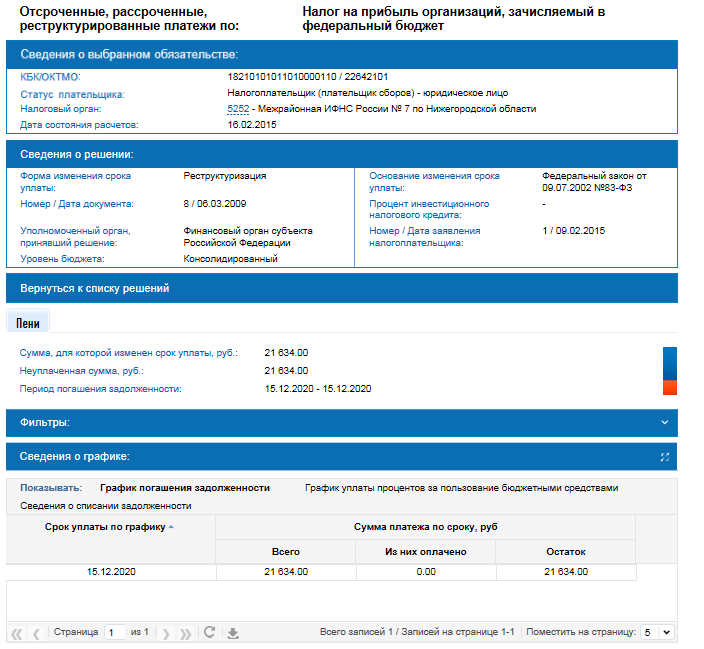 Отсроченные, рассроченные, реструктурированные платежи по:
Налог на прибыль организаций, зачисляемый в федеральный бюджет
Сведения о выбранном обязательстве:
КБК/ОКТМО: 18210101011010000110 / 22642101
Статус плательщика: Налогоплательщик (плательщик сборов) - юридическое лицо
Налоговый орган: 5252 - Межрайонная ИФНС России № 7 по Нижегородской области
Дата состояния расчетов: 16.02.2015
Сведения о решении:
Форма изменения срока уплаты: Реструктуризация
Номер / Дата документа: 8 / 06.03.2009
Уполномоченный орган, принявший решение: Финансовый орган субъекта Российской Федерации
Уровень бюджета: Консолидированный
Основание изменения срока уплаты: Федеральный закон от 09.07.2002 №83-ФЗ
Процент инвестиционного налогового кредита: -
Номер / Дата заявления налогоплательщика: 1 / 09.02.2015
Вернуться к списку решений
Пени
Сумма, для которой изменен срок уплаты, руб.: 21 634.00
Неуплаченная сумма, руб.: 21 634.00
Период погашения задолженности: 15.12.2020 - 15.12.2020
Фильтры:
Сведения о графике:
Показывать: График погашения задолженности График уплаты процентов за пользование бюджетными средствами
Сведения о списании задолженности
Срок уплаты по графику Сумма платежа по сроку, руб
Всего Из них оплачено Остаток
15.12.2020 21 634.00 0.00 21 634.00
Страница 1 из 1 Всего записей 1 / Записей на странице 1-1 Поместить на страницу: 5